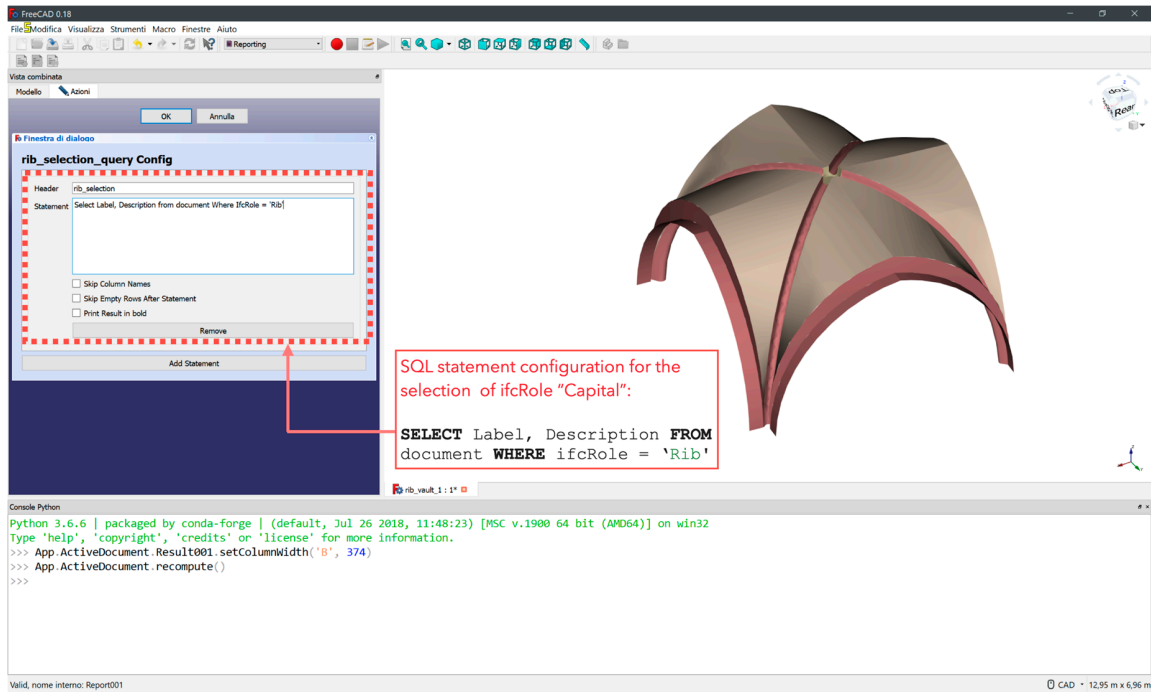 FreeCAD 0.18
File Modifica Visualizza Strumenti Macro Finestre Aiuto
Reporting
Vista combinata
Modello Azioni
OK Annulla
Finestra di dialogo
rib_selection_query Config
Header rib_selection
Statement Select Label, Description from document Where IfcRole = 'Rib'
Skip Column Names
Skip Empty Rows After Statement
Print Result in bold
Remove
Add Statement
Top
Rear
SQL statement configuration for the
selection of ifcRole “Capital”:
SELECT Label, Description FROM
document WHERE ifcRole = ‘Rib'
rib_vault_1 : 1*
Console Python
Python 3.6.6 | packaged by conda-forge | (default, Jul 26 2018, 11:48:23) [MSC v.1900 64 bit (AMD64)] on win32
Type 'help', 'copyright', 'credits' or 'license' for more information.
>>> App.ActiveDocument.Result001.setColumnWidth('B', 374)
>>> App.ActiveDocument.recompute()
>>>
Valid, nome interno: Report001
CAD 12,95 m x 6,96 m